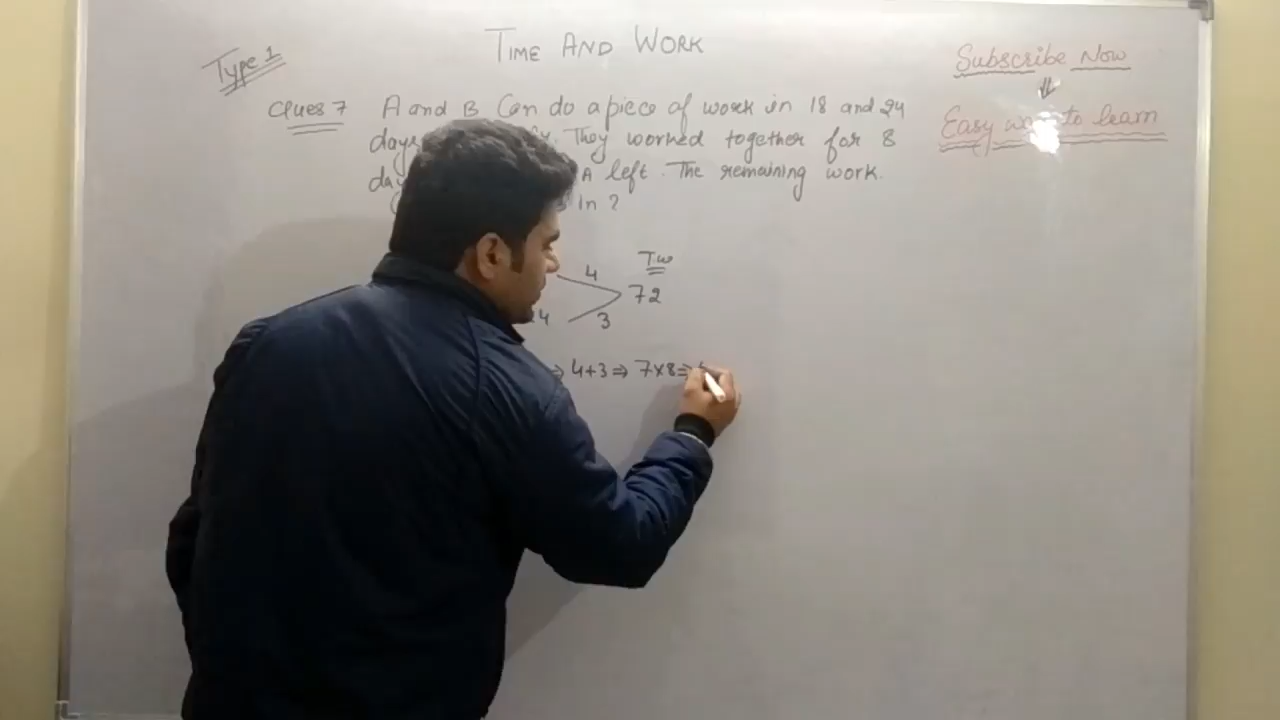 TIME AND WORK
Type 1
Subscribe Now
Ques 7 A and B Can do a piece of work in 18 and 24
days They worked together for 8
A left. The remaining work.
in ?
Easy to learn
T.W
4
72
24
3
⇒ 4+3 ⇒ 7×8 ⇒